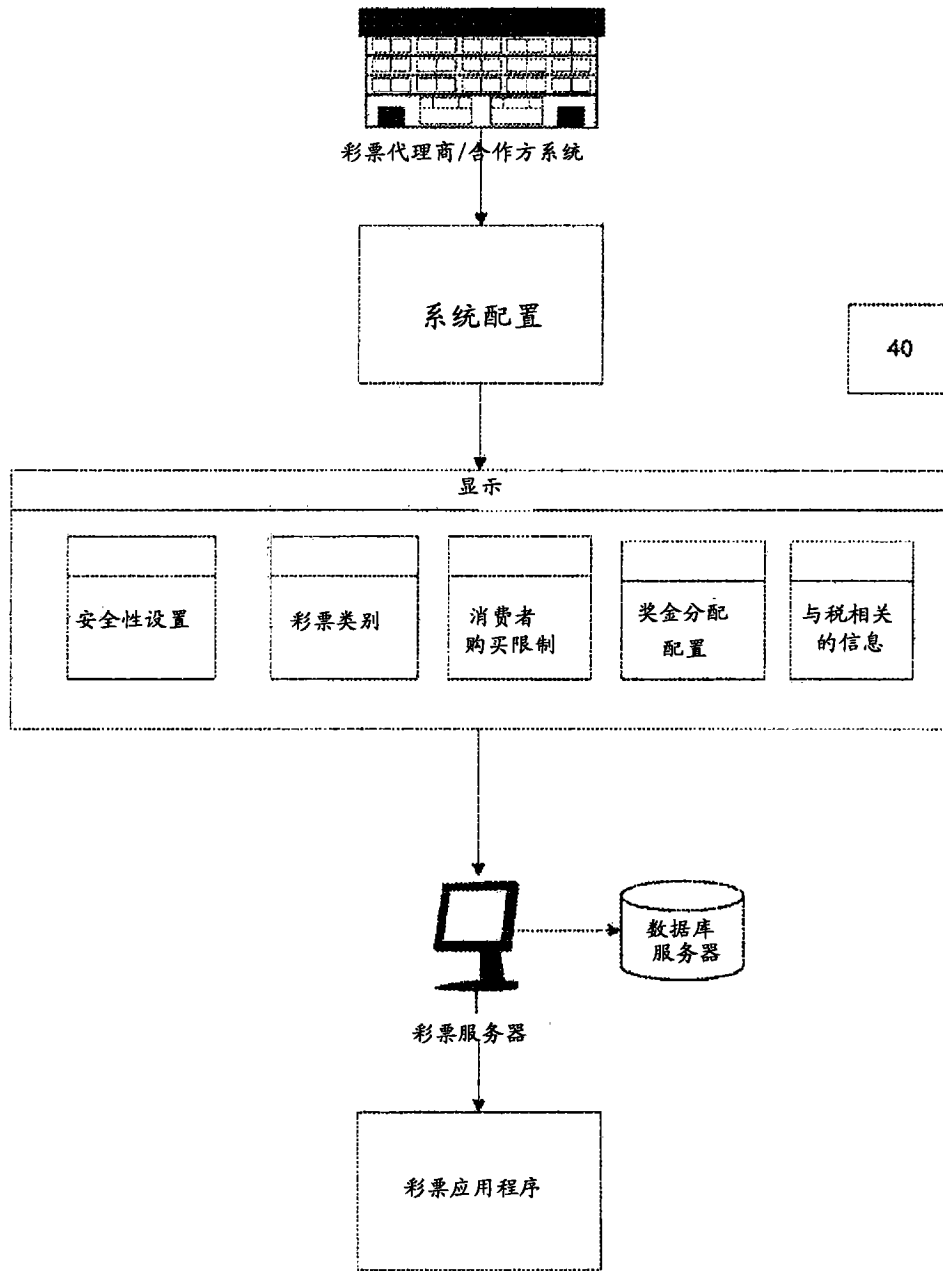 彩票代理商/合作方系统
系统配置
40
显示
安全性设置
彩票类别
消费者
购买限制
奖金分配
配置
与税相关
的信息
数据库
服务器
彩票服务器
彩票应用程序